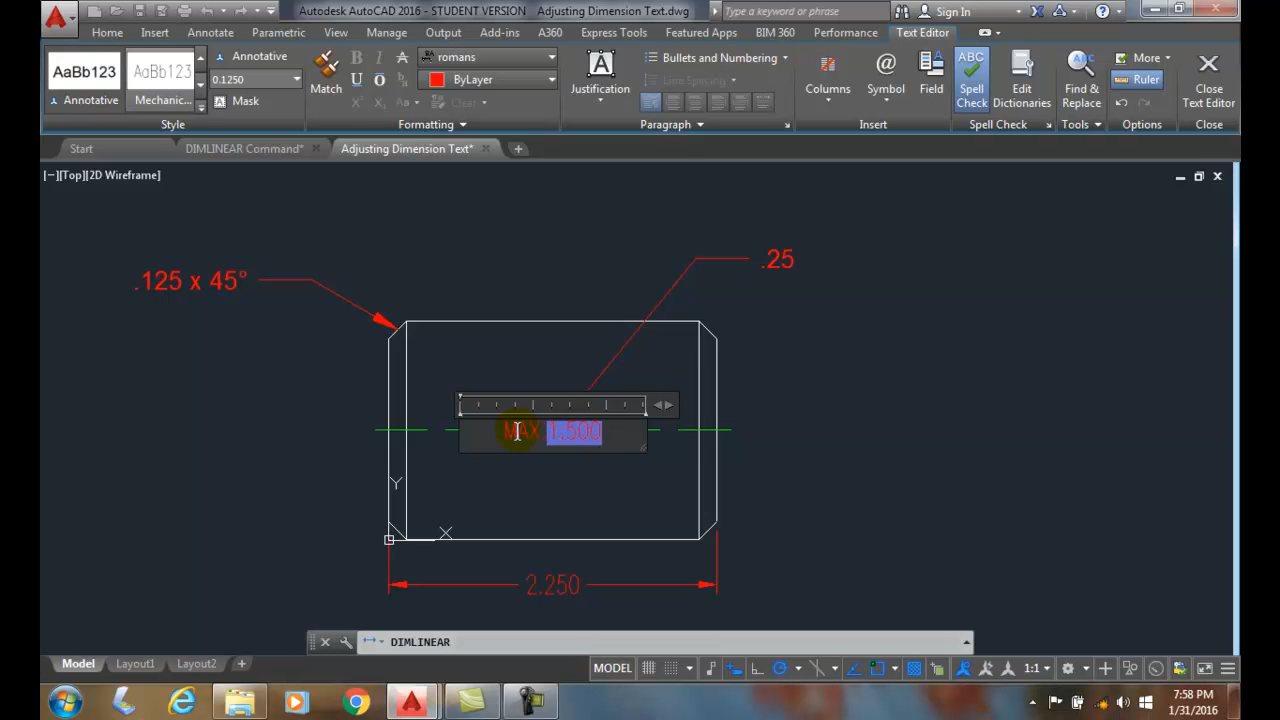 Autodesk AutoCAD 2016 - STUDENT VERSION Adjusting Dimension Text.dwg
Type a keyword or phrase
Sign In
Home Insert Annotate Parametric View Manage Output Add-ins A360 Express Tools Featured Apps BIM 360 Performance Text Editor
AaBb123
Annotative
AaBb123
Mechanic...
Annotative
0.1250
Mask
Style
Match
romans
ByLayer
Clear
Formatting
Justification
Bullets and Numbering
Line Spacing
Paragraph
Columns
Symbol
Field
Insert
ABC
Spell
Check
Edit
Dictionaries
Spell Check
Find &
Replace
Tools
More
Ruler
Options
Close
Text Editor
Close
Start
DIMLINEAR Command*
Adjusting Dimension Text*
[−][Top][2D Wireframe]
.125 x 45°
.25
MAX.1.500
Y
X
2.250
DIMLINEAR
Model
Layout1
Layout2
MODEL
1:1
7:58 PM
1/31/2016